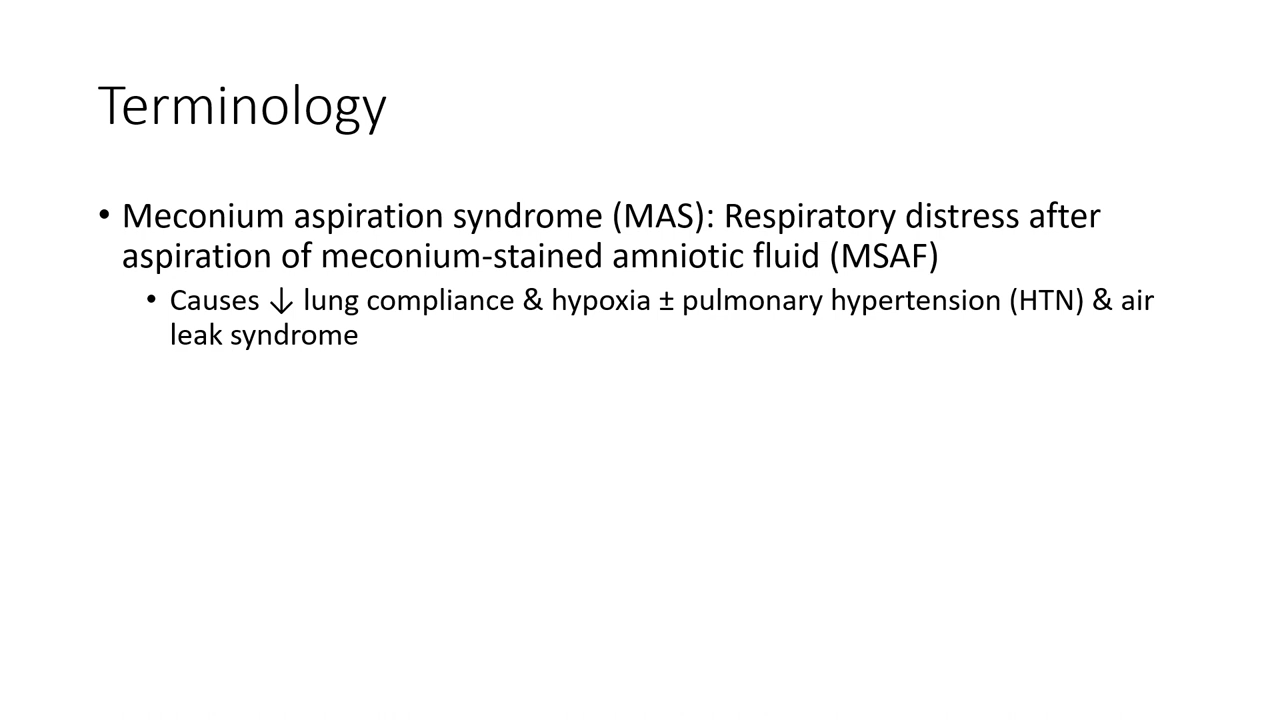 Terminology
• Meconium aspiration syndrome (MAS): Respiratory distress after
aspiration of meconium-stained amniotic fluid (MSAF)
• Causes ↓ lung compliance & hypoxia ± pulmonary hypertension (HTN) & air
leak syndrome